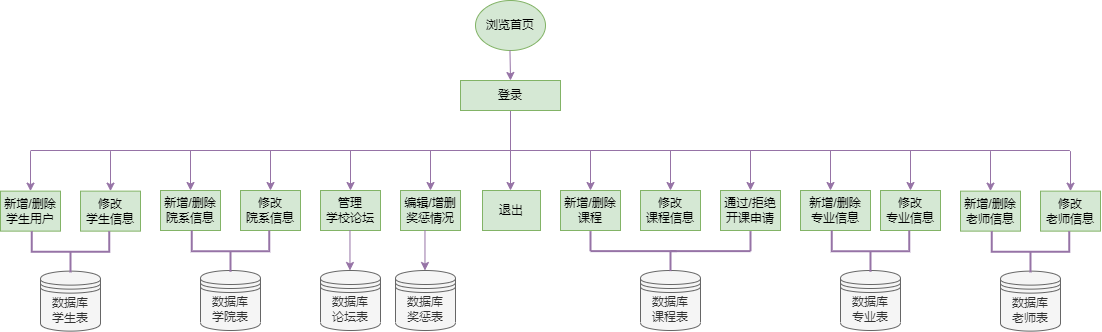 浏览首页
登录
新增/删除
学生用户
修改
学生信息
新增/删除
院系信息
修改
院系信息
管理
学校论坛
编辑/增删
奖惩情况
退出
新增/删除
课程
修改
课程信息
通过/拒绝
开课申请
新增/删除
专业信息
修改
专业信息
新增/删除
老师信息
修改
老师信息
数据库
学生表
数据库
学院表
数据库
论坛表
数据库
奖惩表
数据库
课程表
数据库
专业表
数据库
老师表